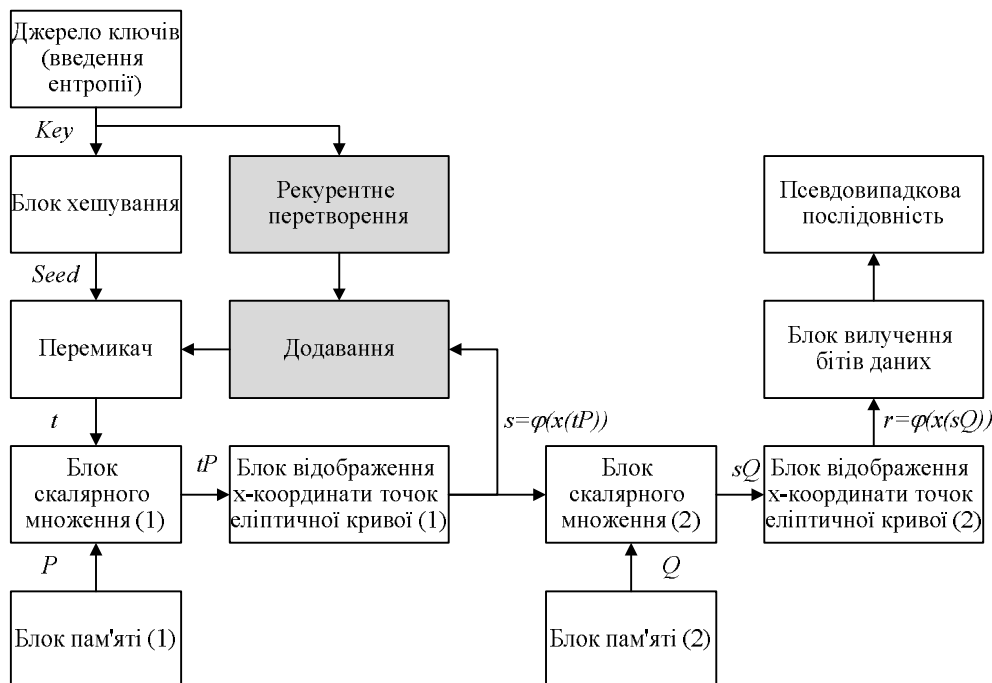 Джерело ключів
(введення
ентропії)
Key
Блок хешування
Рекурентне
перетворення
Псевдовипадкова
послідовність
Seed
Перемикач
Додавання
Блок вилучення
бітів даних
t
s=φ(x(tP))
r=φ(x(sQ))
Блок
скалярного
множення (1)
tP
Блок відображення
x-координати точок
еліптичної кривої (1)
Блок
скалярного
множення (2)
sQ
Блок відображення
x-координати точок
еліптичної кривої (2)
P
Q
Блок пам'яті (1)
Блок пам'яті (2)